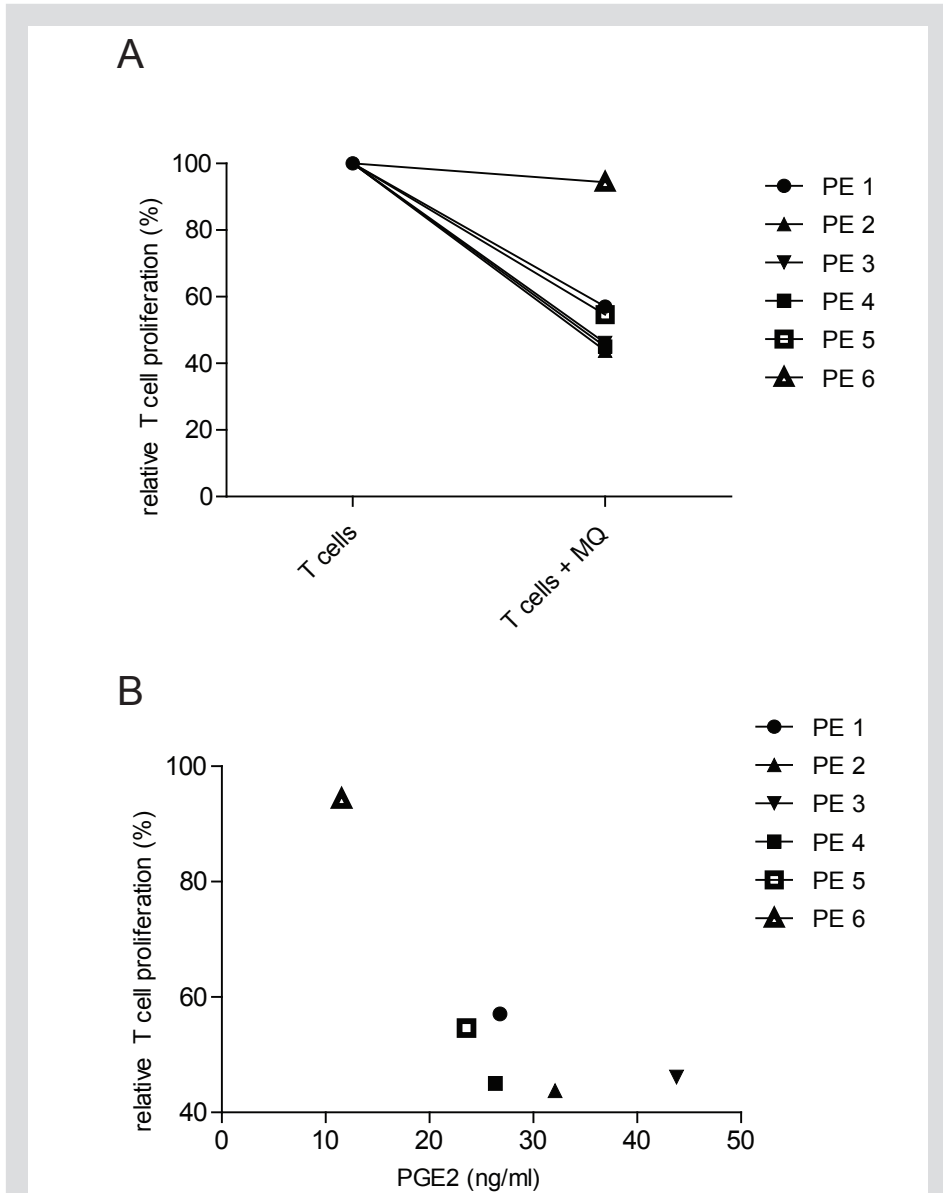 A
relative T cell proliferation (%)
100
80
60
40
20
0
T cells
T cells + MQ
PE 1
PE 2
PE 3
PE 4
PE 5
PE 6
B
relative T cell proliferation (%)
100
80
60
40
0
10
20
30
40
50
PGE2 (ng/ml)
PE 1
PE 2
PE 3
PE 4
PE 5
PE 6